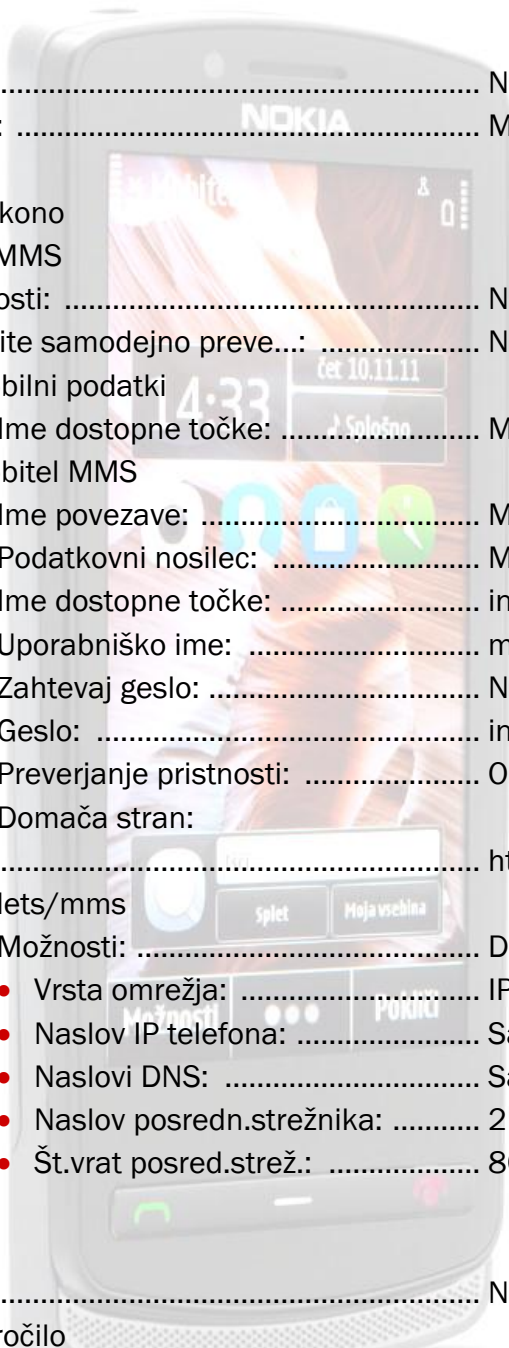 ................................................................ N
: ............................................................. M
NOKIA
kono
MMS
osti: ....................................................... N
ite samodejno preve...: ..................... N
bilni podatki
čet 10.11.11
14:33
Splošno
Ime dostopne točke: .......................... M
bitel MMS
Ime povezave: ..................................... M
Podatkovni nosilec: ........................... M
Ime dostopne točke: .......................... in
Uporabniško ime: .............................. m
Zahtevaj geslo: .................................... N
Geslo: ................................................... in
Preverjanje pristnosti: ....................... O
Domača stran:
................................................................ ht
lets/mms
Splet
Moja vsebina
Možnosti: ............................................. D
• Vrsta omrežja: ............................... IP
Možnosti
Pokliči
• Naslov IP telefona: ........................ Sa
• Naslovi DNS: .................................. Sa
• Naslov posredn.strežnika: ........... 2
• Št.vrat posred.strež.: .................... 8
................................................................ N
ročilo